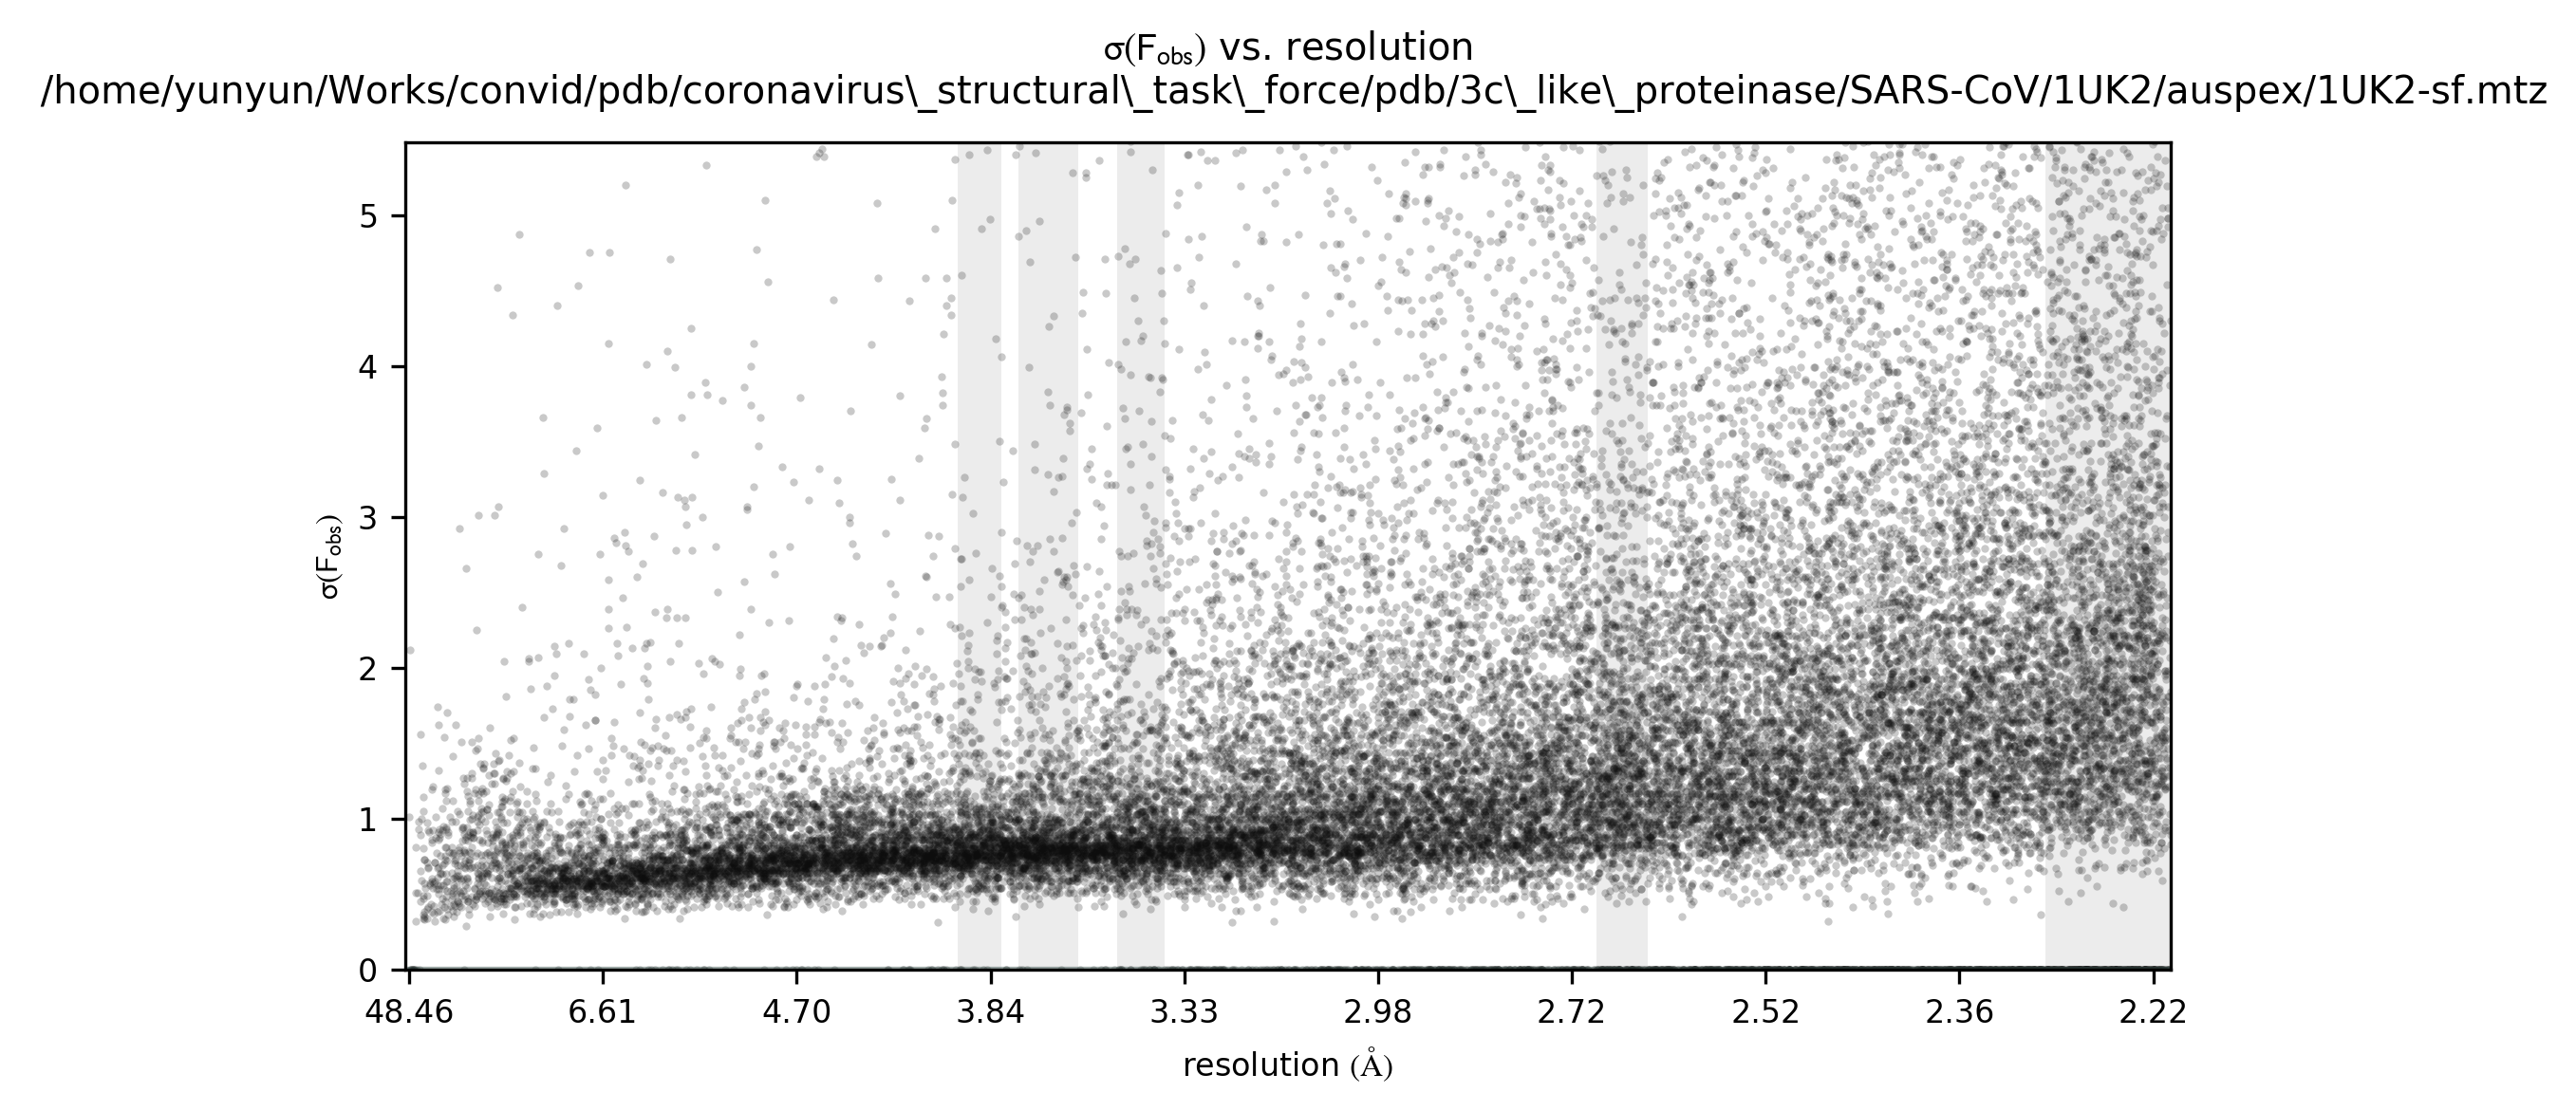 σ(Fobs) vs. resolution
/home/yunyun/Works/convid/pdb/coronavirus\_structural\_task\_force/pdb/3c\_like\_proteinase/SARS-CoV/1UK2/auspex/1UK2-sf.mtz
5
4
3
2
1
0
σ(Fobs)
48.46 6.61 4.70 3.84 3.33 2.98 2.72 2.52 2.36 2.22
resolution (Å)